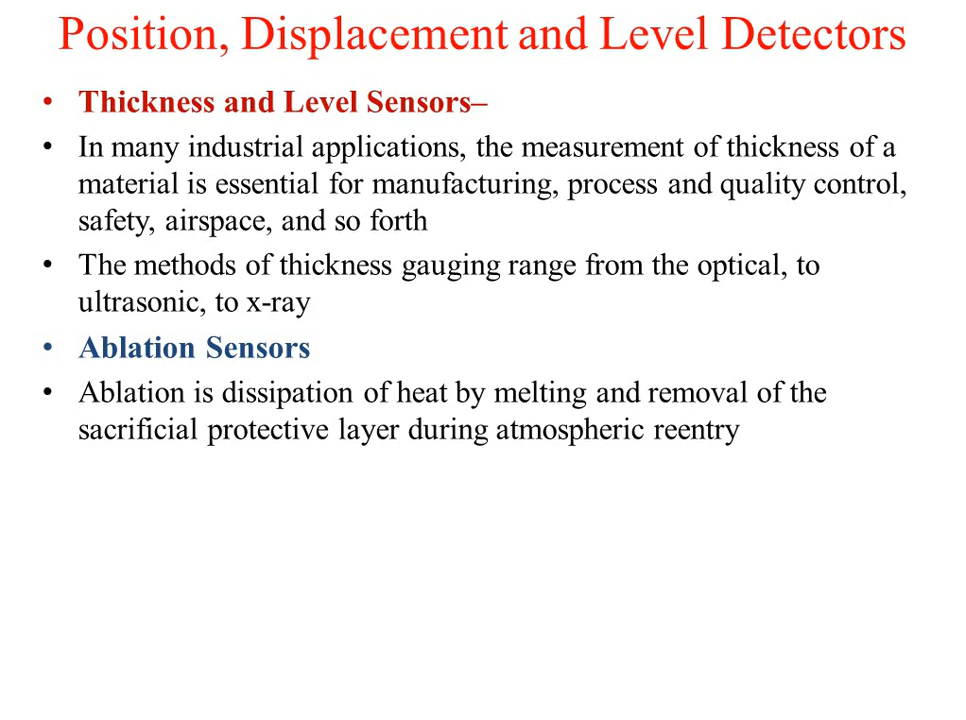 Position, Displacement and Level Detectors
• Thickness and Level Sensors–
• In many industrial applications, the measurement of thickness of a
material is essential for manufacturing, process and quality control,
safety, airspace, and so forth
• The methods of thickness gauging range from the optical, to
ultrasonic, to x-ray
• Ablation Sensors
• Ablation is dissipation of heat by melting and removal of the
sacrificial protective layer during atmospheric reentry